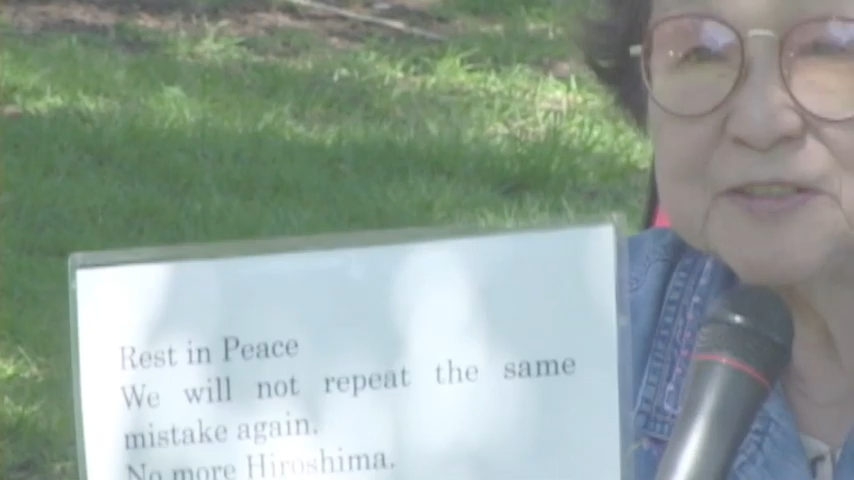 Rest in Peace
We will not repeat the same
mistake again.
No more Hiroshima.